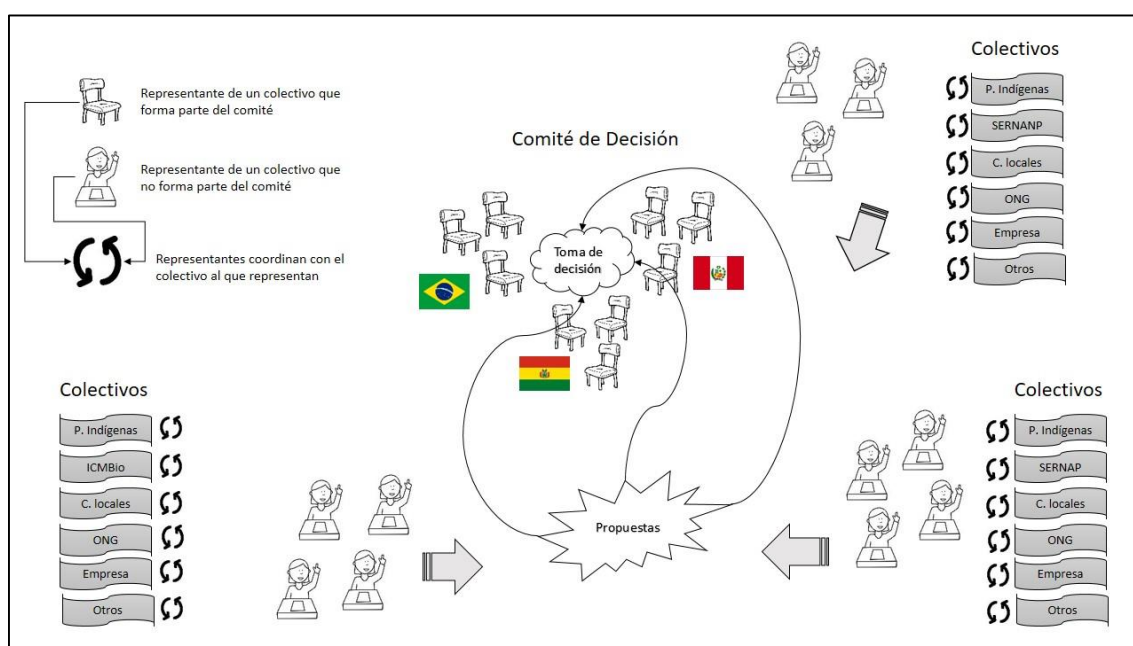 Representante de un colectivo que
forma parte del comité
Representante de un colectivo que
no forma parte del comité
Representantes coordinan con el
colectivo al que representan
Comité de Decisión
Toma de
decisión
Colectivos
P. Indígenas
SERNANP
C. locales
ONG
Empresa
Otros
Colectivos
P. Indígenas
ICMBio
C. locales
ONG
Empresa
Otros
Propuestas
Colectivos
P. Indígenas
SERNAP
C. locales
ONG
Empresa
Otros